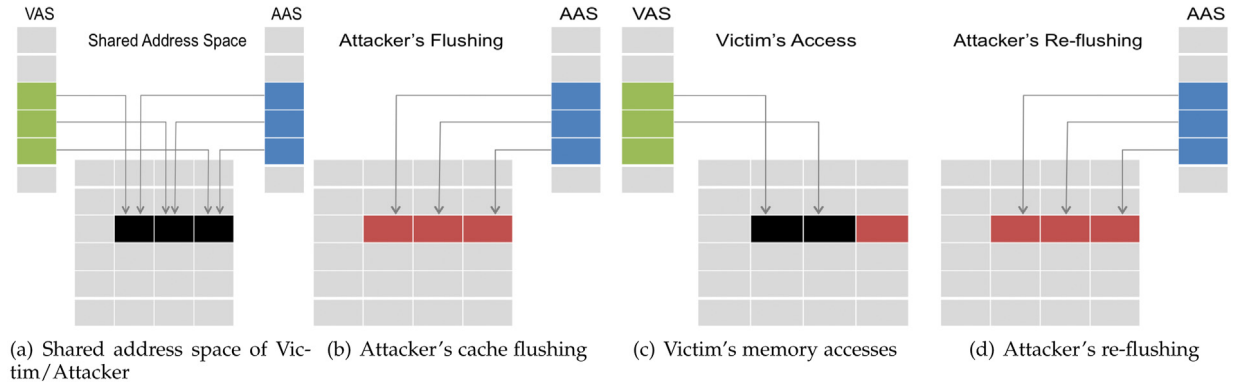 VAS
AAS
Shared Address Space
Attacker's Flushing
AAS
VAS
Victim's Access
Attacker's Re-flushing
AAS
(a) Shared address space of Vic-
tim/Attacker
(b) Attacker's cache flushing
(c) Victim's memory accesses
(d) Attacker's re-flushing